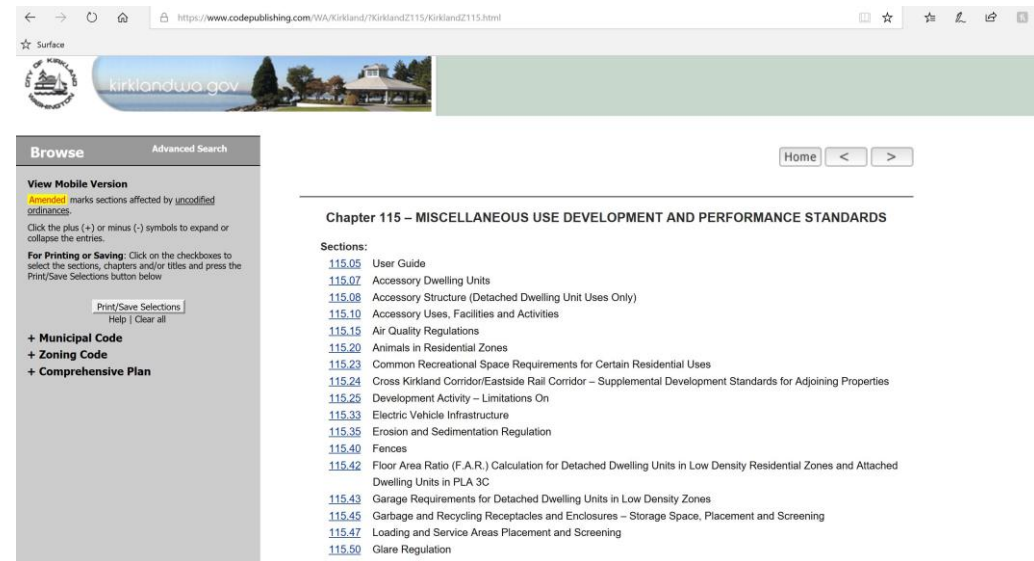 https://www.codepublishing.com/WA/Kirkland/?KirklandZ115/KirklandZ115.html
Surface
CITY OF KIRKLAND
WASHINGTON
kirklandwa.gov
Browse
Advanced Search
View Mobile Version
Amended marks sections affected by uncodified
ordinances.
Click the plus (+) or minus (-) symbols to expand or
collapse the entries.
For Printing or Saving: Click on the checkboxes to
select the sections, chapters and/or titles and press the
Print/Save Selections button below
Print/Save Selections
Help | Clear all
+ Municipal Code
+ Zoning Code
+ Comprehensive Plan
Home < >
Chapter 115 – MISCELLANEOUS USE DEVELOPMENT AND PERFORMANCE STANDARDS
Sections:
115.05 User Guide
115.07 Accessory Dwelling Units
115.08 Accessory Structure (Detached Dwelling Unit Uses Only)
115.10 Accessory Uses, Facilities and Activities
115.15 Air Quality Regulations
115.20 Animals in Residential Zones
115.23 Common Recreational Space Requirements for Certain Residential Uses
115.24 Cross Kirkland Corridor/Eastside Rail Corridor – Supplemental Development Standards for Adjoining Properties
115.25 Development Activity – Limitations On
115.33 Electric Vehicle Infrastructure
115.35 Erosion and Sedimentation Regulation
115.40 Fences
115.42 Floor Area Ratio (F.A.R.) Calculation for Detached Dwelling Units in Low Density Residential Zones and Attached
Dwelling Units in PLA 3C
115.43 Garage Requirements for Detached Dwelling Units in Low Density Zones
115.45 Garbage and Recycling Receptacles and Enclosures – Storage Space, Placement and Screening
115.47 Loading and Service Areas Placement and Screening
115.50 Glare Regulation